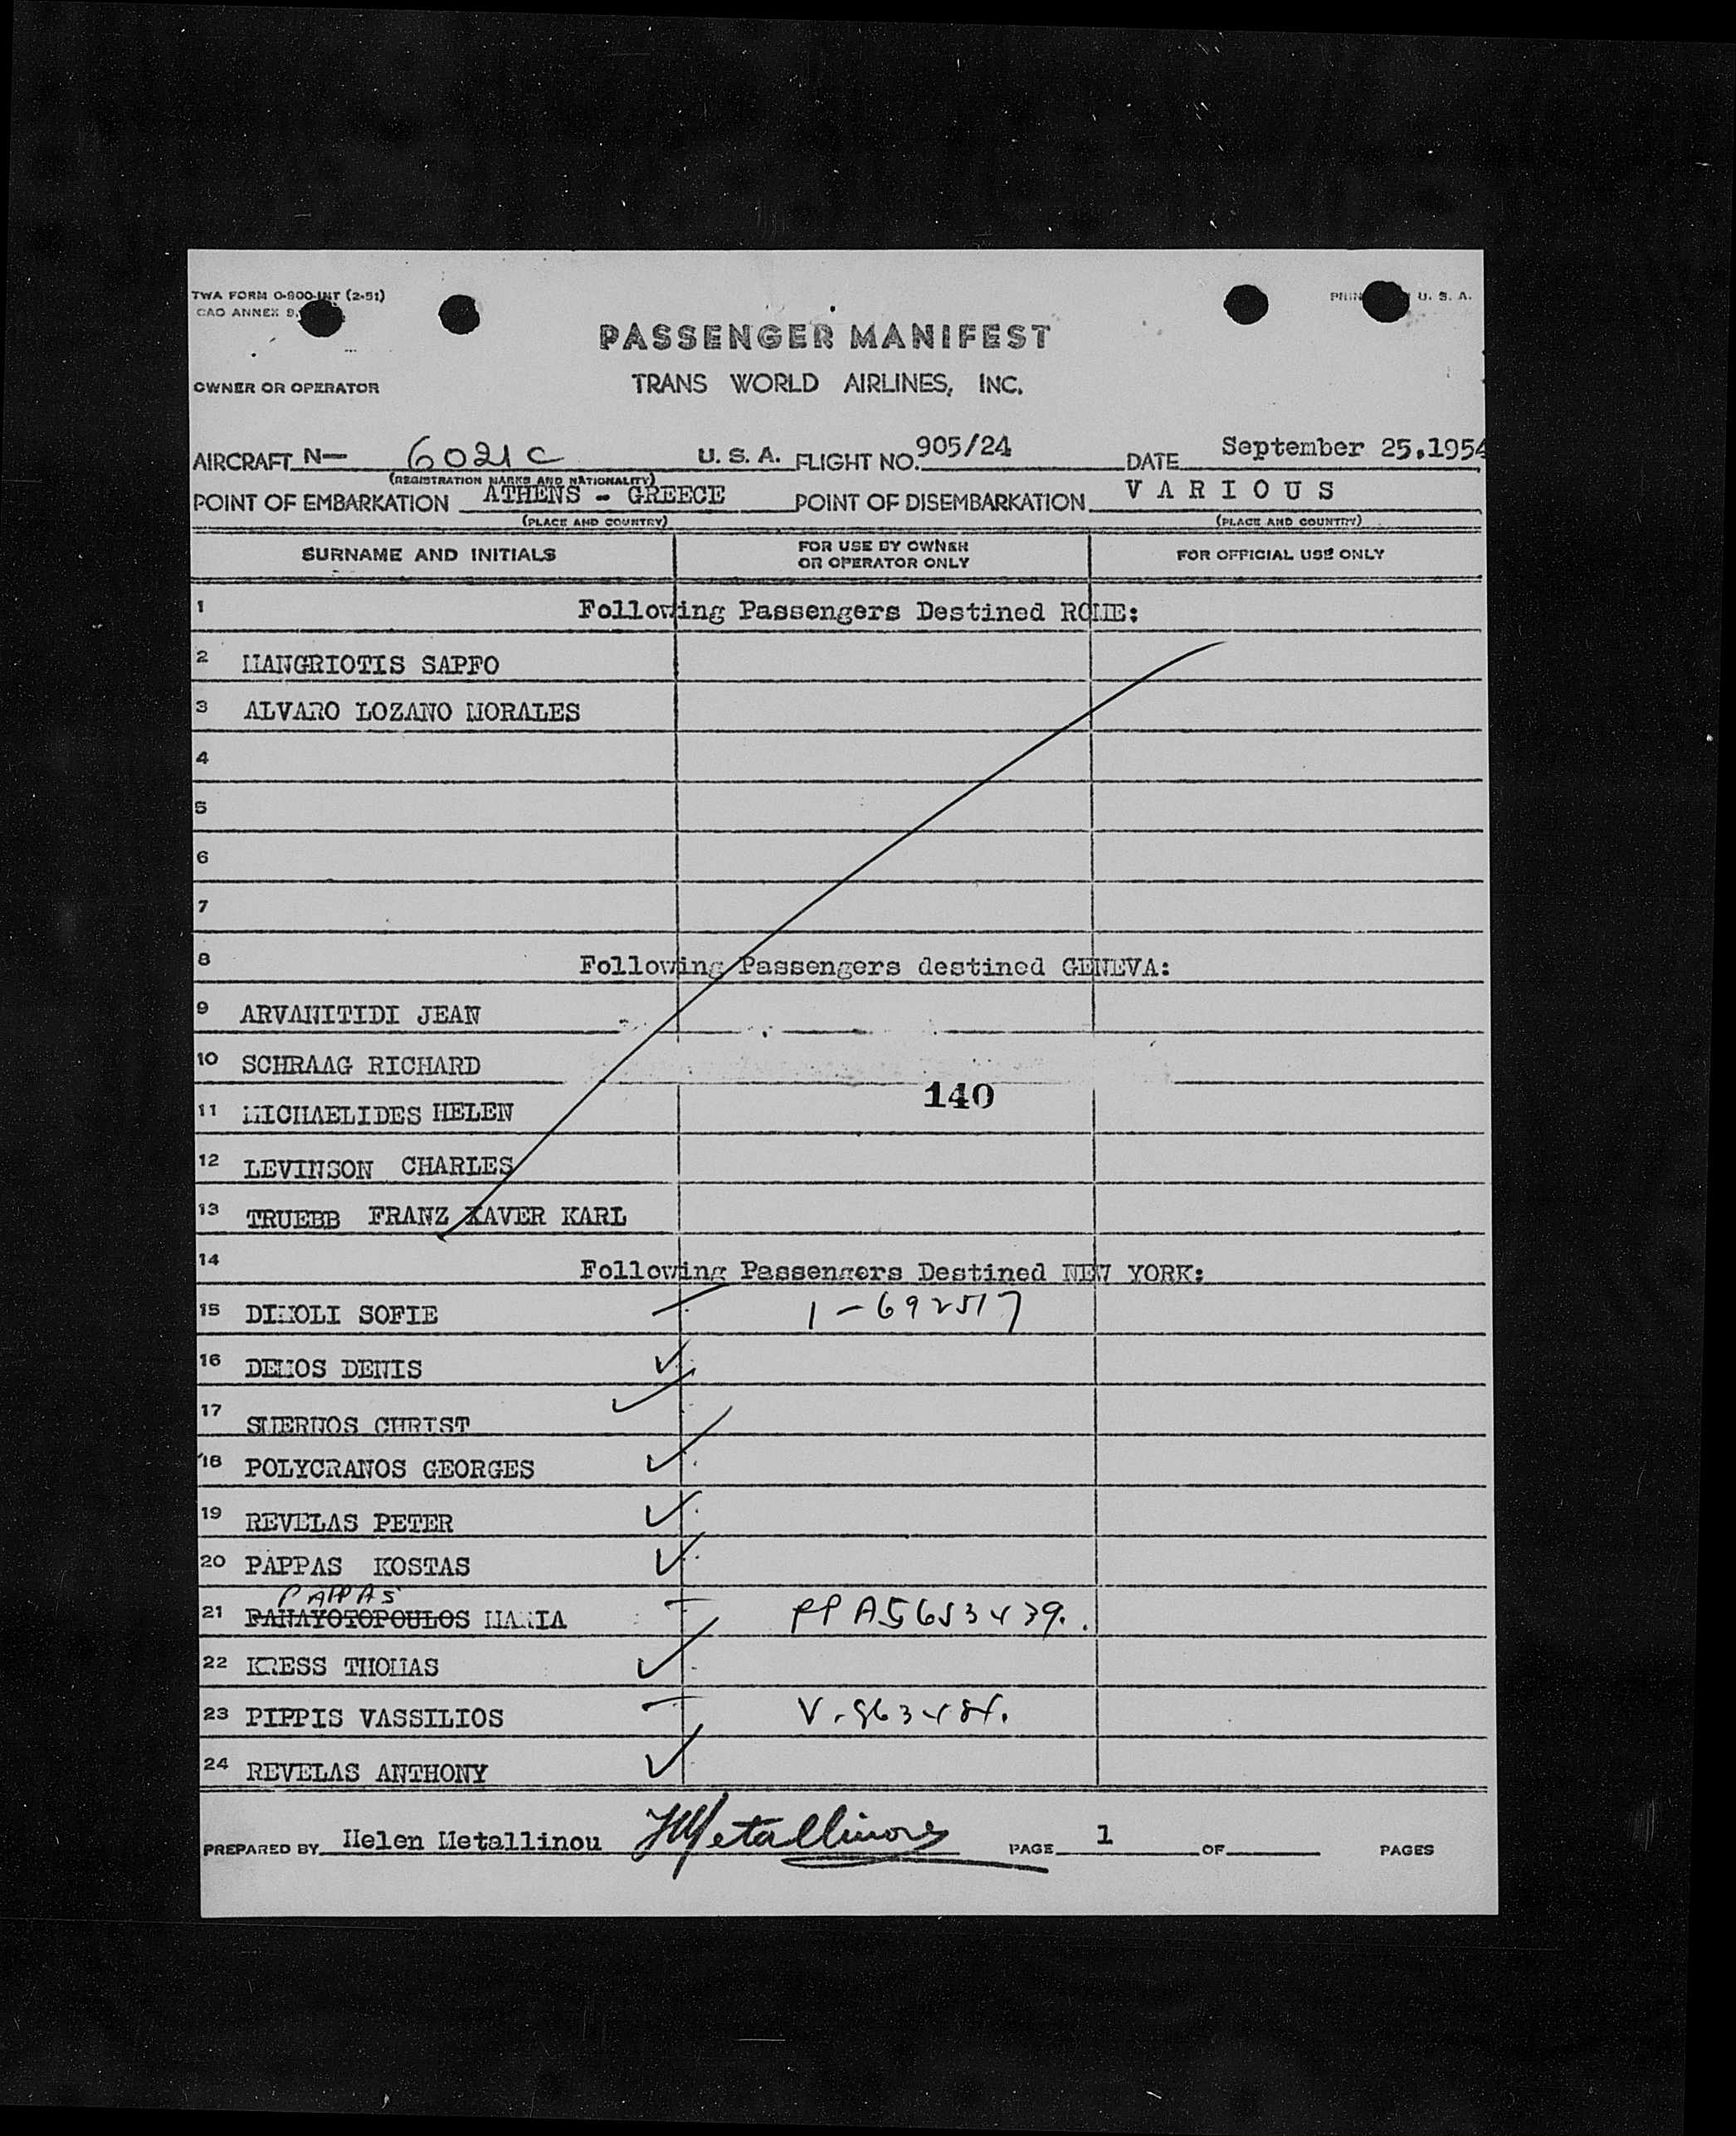 TWA FORM O-800-INT (2-51)
CAO ANNEX 9,
U. S. A.
PASSENGER MANIFEST
OWNER OR OPERATOR TRANS WORLD AIRLINES, INC.
AIRCRAFT N— 6021C U. S. A. FLIGHT NO. 905/24 DATE September 25.1954
(REGISTRATION MARKS AND NATIONALITY)
POINT OF EMBARKATION ATHENS - GREECE POINT OF DISEMBARKATION VARIOUS
(PLACE AND COUNTRY) (PLACE AND COUNTRY)
SURNAME AND INITIALS FOR USE BY OWNER OR OPERATOR ONLY FOR OFFICIAL USE ONLY
1 Following Passengers Destined ROME:
2 MANGRIOTIS SAPFO
3 ALVARO LOZANO MORALES
4
5
6
7
8 Following Passengers destined GENEVA:
9 ARVANITIDI JEAN
10 SCHRAAG RICHARD
140
11 MICHAELIDES HELEN
12 LEVINSON CHARLES
13 TRUEBB FRANZ XAVER KARL
14 Following Passengers Destined NEW YORK:
15 DIMOLI SOFIE 1-692517
16 DEMOS DENIS
17 CHRIST
18 POLYCRANOS GEORGES
19 REVELAS PETER
20 PAPPAS KOSTAS
PAPPAS
21 PANAYOTOPOULOS MARIA
22 KRESS THOMAS
23 PIPPIS VASSILIOS
24 REVELAS ANTHONY
PREPARED BY Helen Metallinou HMetallinou PAGE 1 OF PAGES